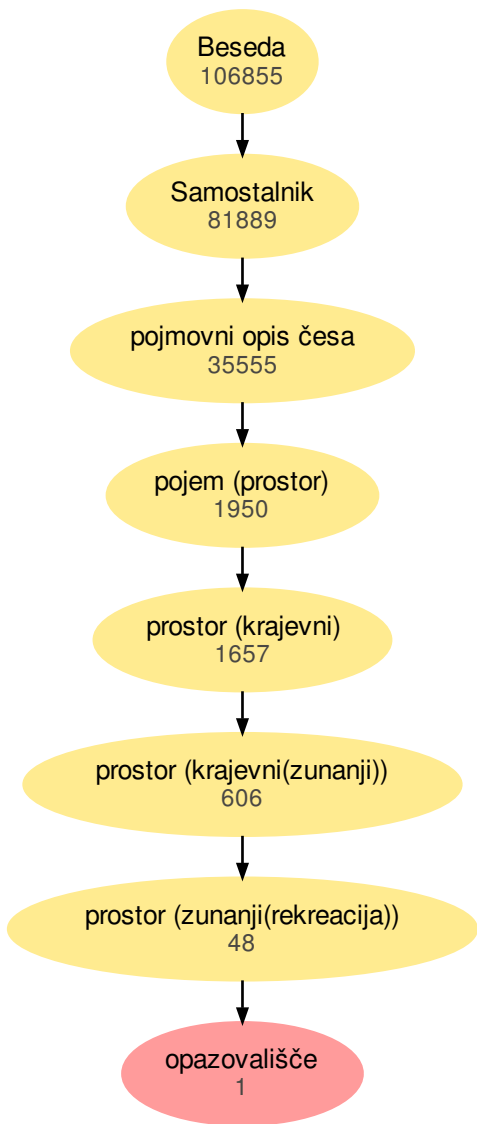 Beseda
106855
Samostalnik
81889
pojmovni opis česa
35555
pojem (prostor)
1950
prostor (krajevni)
1657
prostor (krajevni(zunanji))
606
prostor (zunanji(rekreacija))
48
opazovališče
1